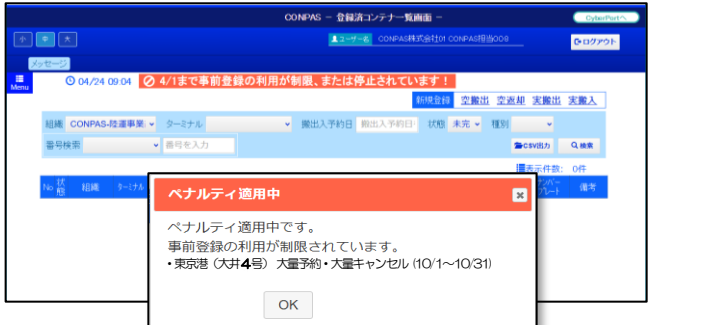 CONPAS － 登録済コンテナ一覧画面 －
CyberPortへ
小 中 大
ユーザー名 CONPAS株式会社01 CONPAS担当008
ログアウト
メッセージ
Menu
04/24 09:04 4/1まで事前登録の利用が制限、または停止されています！
新規登録 空搬出 空返却 実搬出 実搬入
組織 CONPAS-陸運事業 ターミナル 搬出入予約日 搬出入予約日 状態 未完 種別
番号検索 番号を入力 CSV出力 検索
表示件数: 0件
No 状態 組織 ターミナル 備考
ペナルティ適用中
ペナルティ適用中です。
事前登録の利用が制限されています。
・東京港（大井4号） 大量予約・大量キャンセル (10/1～10/31)
OK